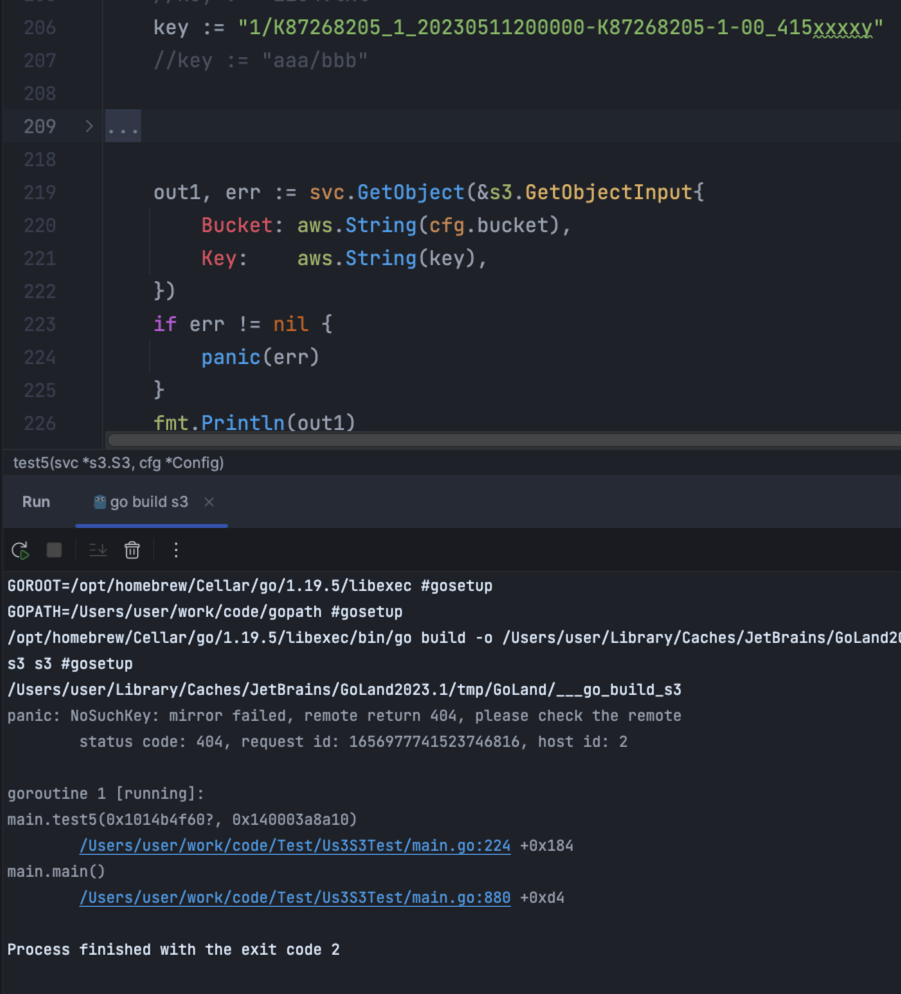 206 key := "1/K87268205_1_20230511200000-K87268205-1-00_415xxxxy"
207 //key := "aaa/bbb"
208
209 > ...
218
219 out1, err := svc.GetObject(&s3.GetObjectInput{
220 Bucket: aws.String(cfg.bucket),
221 Key: aws.String(key),
222 })
223 if err != nil {
224 panic(err)
225 }
226 fmt.Println(out1)
test5(svc *s3.S3, cfg *Config)
Run go build s3 ×
GOROOT=/opt/homebrew/Cellar/go/1.19.5/libexec #gosetup
GOPATH=/Users/user/work/code/gopath #gosetup
/opt/homebrew/Cellar/go/1.19.5/libexec/bin/go build -o /Users/user/Library/Caches/JetBrains/GoLand20
s3 s3 #gosetup
/Users/user/Library/Caches/JetBrains/GoLand2023.1/tmp/GoLand/___go_build_s3
panic: NoSuchKey: mirror failed, remote return 404, please check the remote
status code: 404, request id: 1656977741523746816, host id: 2
goroutine 1 [running]:
main.test5(0x1014b4f60?, 0x140003a8a10)
/Users/user/work/code/Test/Us3S3Test/main.go:224 +0x184
main.main()
/Users/user/work/code/Test/Us3S3Test/main.go:880 +0xd4
Process finished with the exit code 2